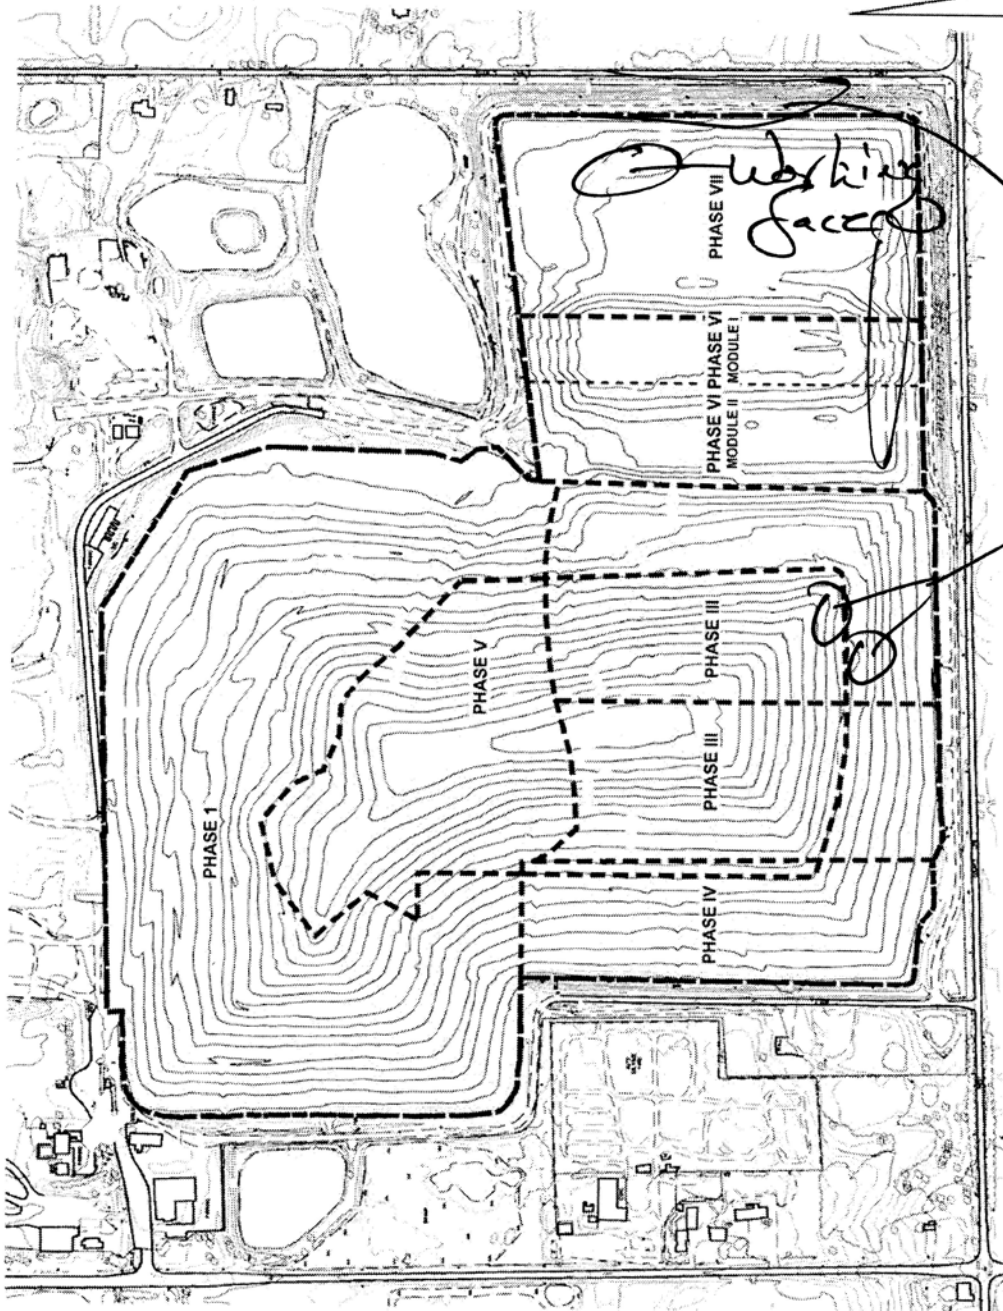 Working
face
PHASE VII
PHASE VI
MODULE I
PHASE VI
MODULE II
PHASE III
PHASE III
PHASE IV
PHASE V
PHASE 1